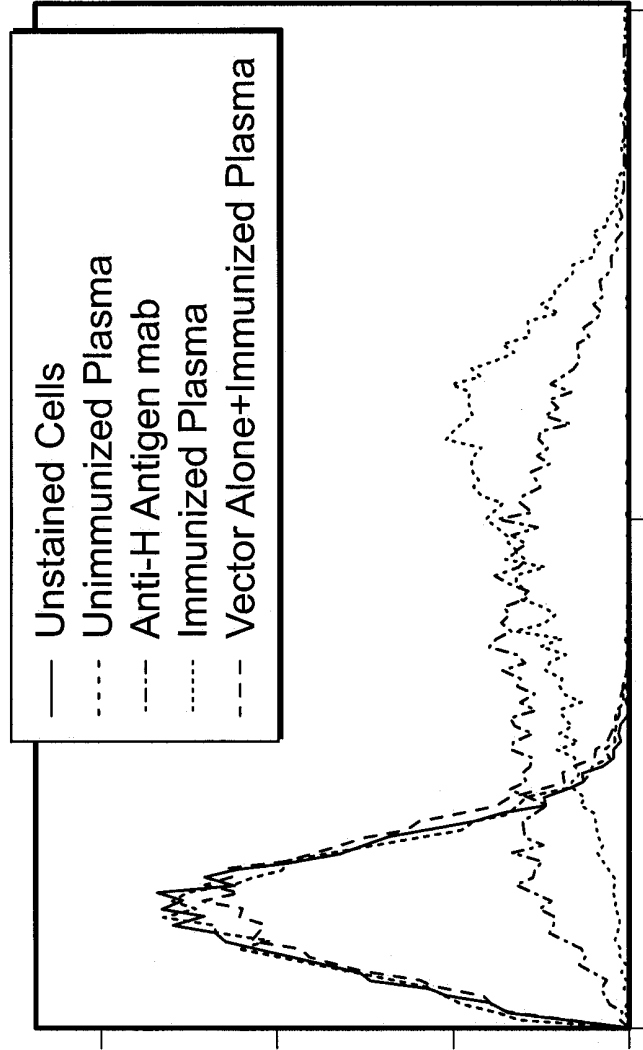 Unstained Cells
Unimmunized Plasma
Anti-H Antigen mab
Immunized Plasma
Vector Alone+Immunized Plasma